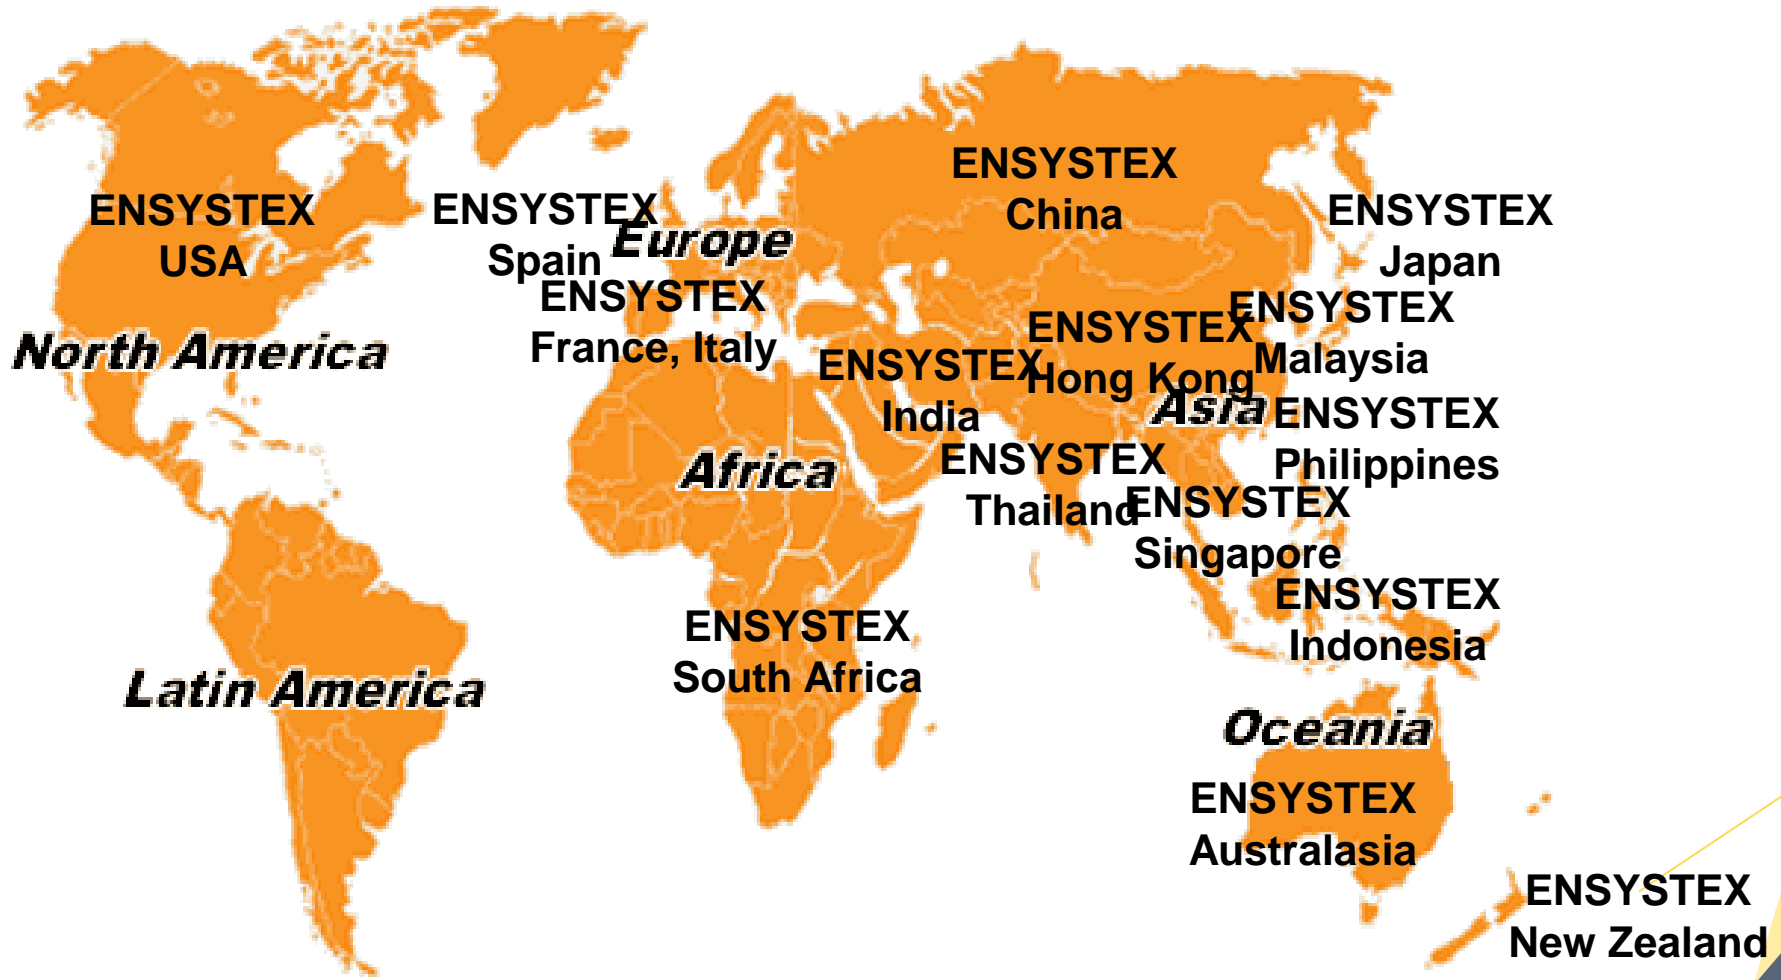 ENSYSTEX
China
ENSYSTEX
USA
ENSYSTEX
Spain
Europe
ENSYSTEX
Japan
ENSYSTEX
France, Italy
ENSYSTEX
Malaysia
ENSYSTEX
Hong Kong
North America
ENSYSTEX
India
Asia
ENSYSTEX
Philippines
Africa
ENSYSTEX
Thailand
ENSYSTEX
Singapore
ENSYSTEX
Indonesia
ENSYSTEX
South Africa
Latin America
Oceania
ENSYSTEX
Australasia
ENSYSTEX
New Zealand